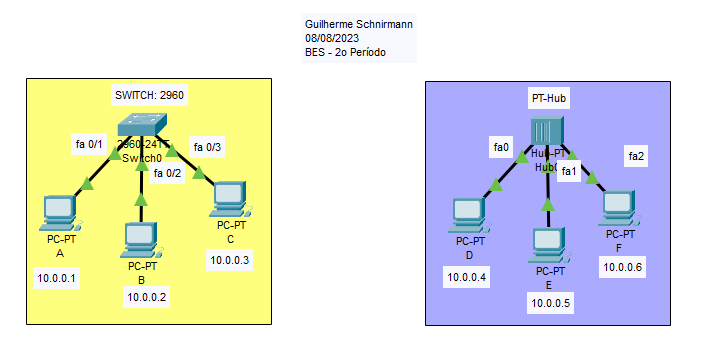 Guilherme Schnirmann
08/08/2023
BES - 2o Período
SWITCH: 2960
fa 0/1
2960-24TT
Switch0
fa 0/3
fa 0/2
PC-PT
A
10.0.0.1
PC-PT
B
10.0.0.2
PC-PT
C
10.0.0.3
PT-Hub
fa0
Hub-PT
Hub0
fa1
fa2
PC-PT
D
10.0.0.4
PC-PT
E
10.0.0.5
PC-PT
F
10.0.0.6